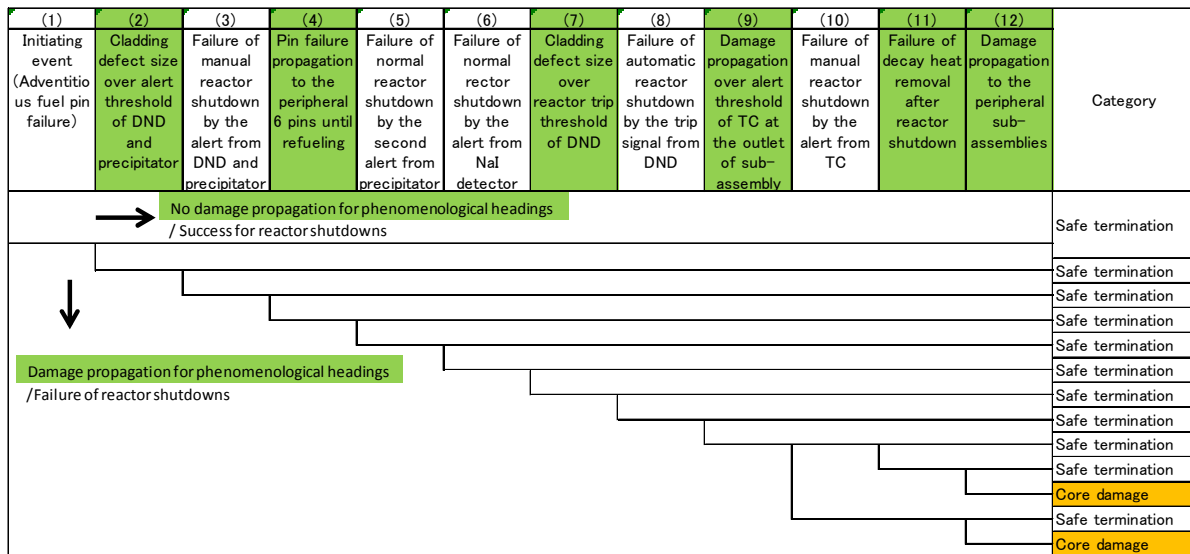 (1)
(2)
(3)
(4)
(5)
(6)
(7)
(8)
(9)
(10)
(11)
(12)
Initiating
event
(Adventitio
us fuel pin
failure)
Cladding
defect size
over alert
threshold
of DND
and
precipitator
Failure of
manual
reactor
shutdown
by the
alert from
DND and
precipitator
Pin failure
propagation
to the
peripheral
6 pins until
refueling
Failure of
normal
reactor
shutdown
by the
second
alert from
precipitator
Failure of
normal
rector
shutdown
by the
alert from
NaI
detector
Cladding
defect size
over
reactor trip
threshold
of DND
Failure of
automatic
reactor
shutdown
by the trip
signal from
DND
Damage
propagation
over alert
threshold
of TC at
the outlet
of sub-
assembly
Failure of
manual
reactor
shutdown
by the
alert from
TC
Failure of
decay heat
removal
after
reactor
shutdown
Damage
propagation
to the
peripheral
sub-
assemblies
Category
No damage propagation for phenomenological headings
/ Success for reactor shutdowns
Safe termination
Safe termination
Safe termination
Safe termination
Safe termination
Damage propagation for phenomenological headings
/Failure of reactor shutdowns
Safe termination
Safe termination
Safe termination
Safe termination
Safe termination
Core damage
Safe termination
Core damage